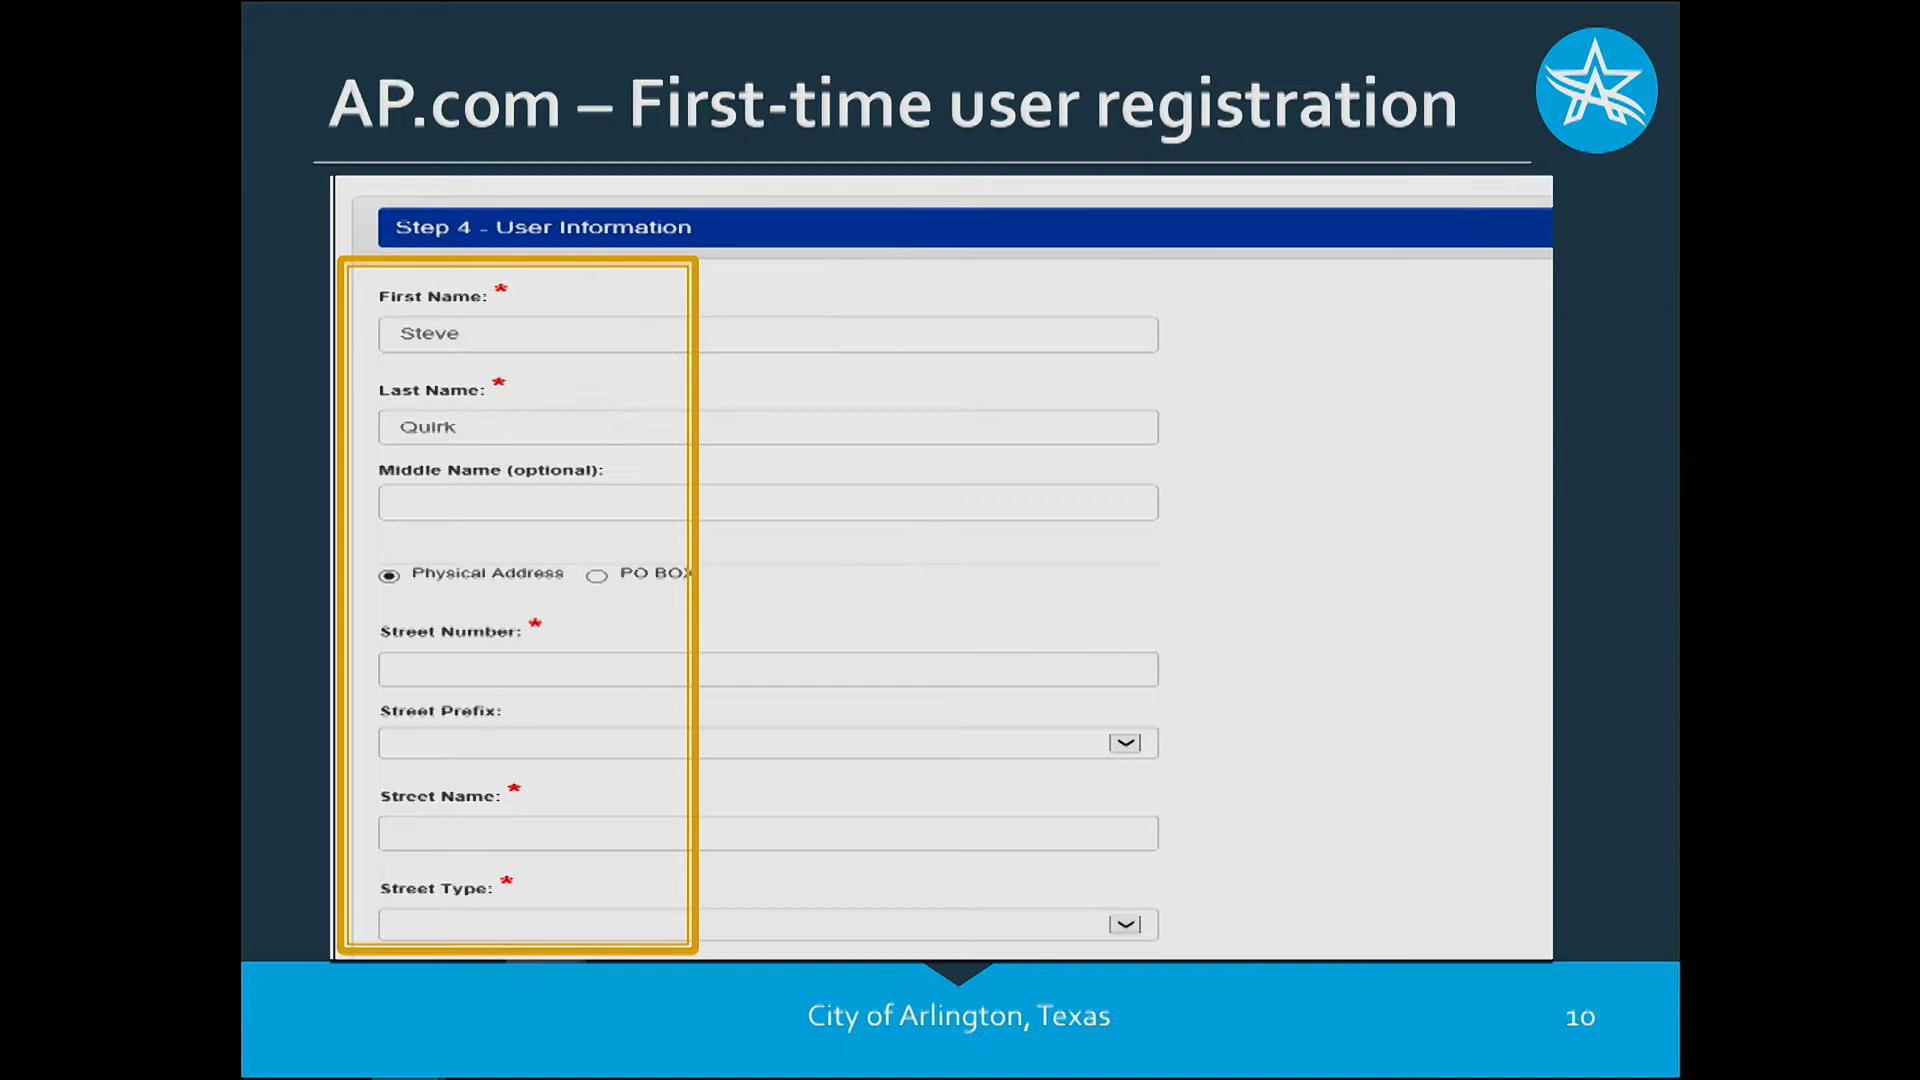 AP.com – First-time user registration
Step 4 - User Information
First Name: *
Steve
Last Name: *
Quirk
Middle Name (optional):
Physical Address PO BOX
Street Number: *
Street Prefix:
Street Name: *
Street Type: *
City of Arlington, Texas
10